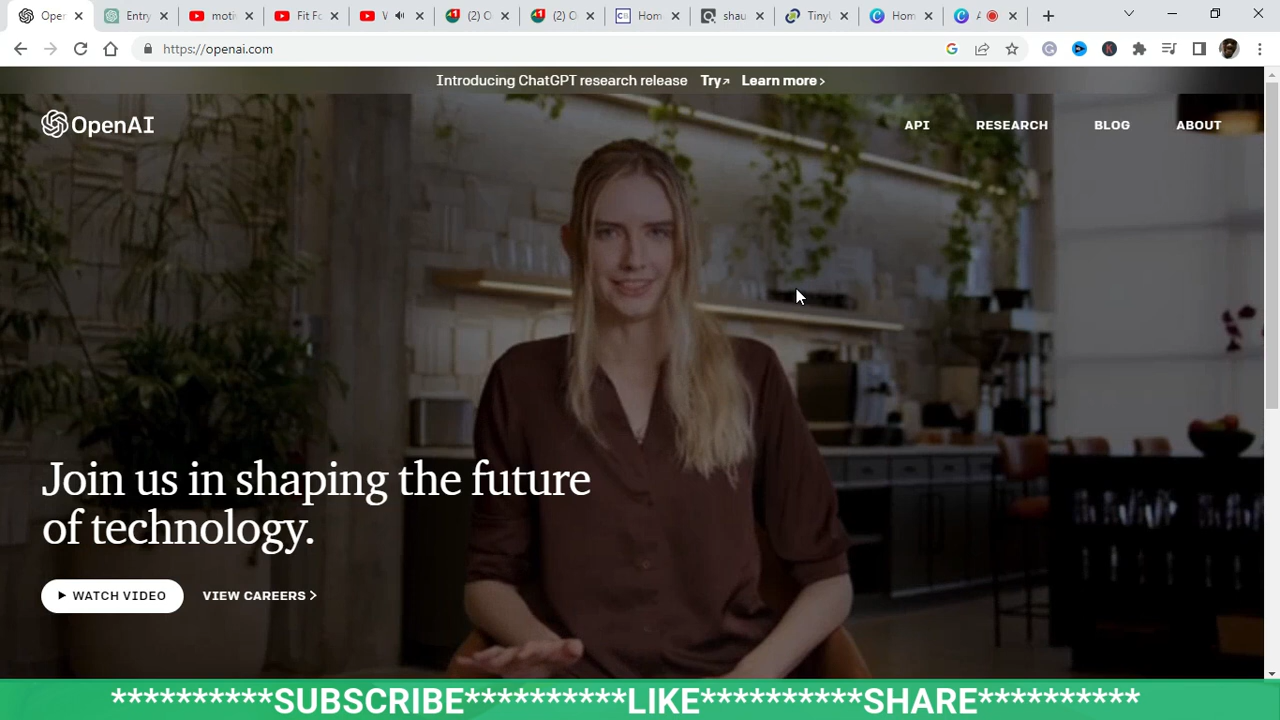 Oper
Entry
moti
Fit Fo
W
(2) O
(2) O
Hom
shau
Tiny
Hom
A
https://openai.com
Introducing ChatGPT research release Try↗ Learn more >
OpenAI
API RESEARCH BLOG ABOUT
Join us in shaping the future
of technology.
WATCH VIDEO VIEW CAREERS >
**********SUBSCRIBE**********LIKE**********SHARE**********